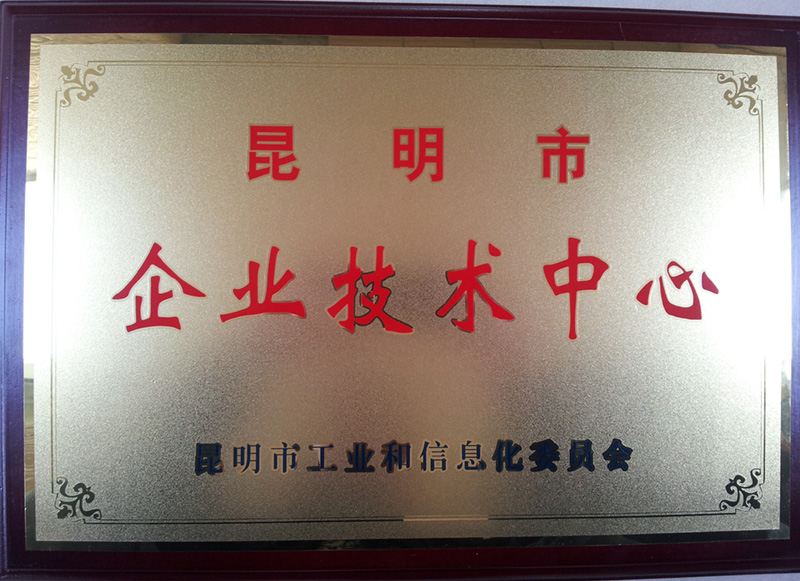 昆明市
企业技术中心
昆明市工业和信息化委员会